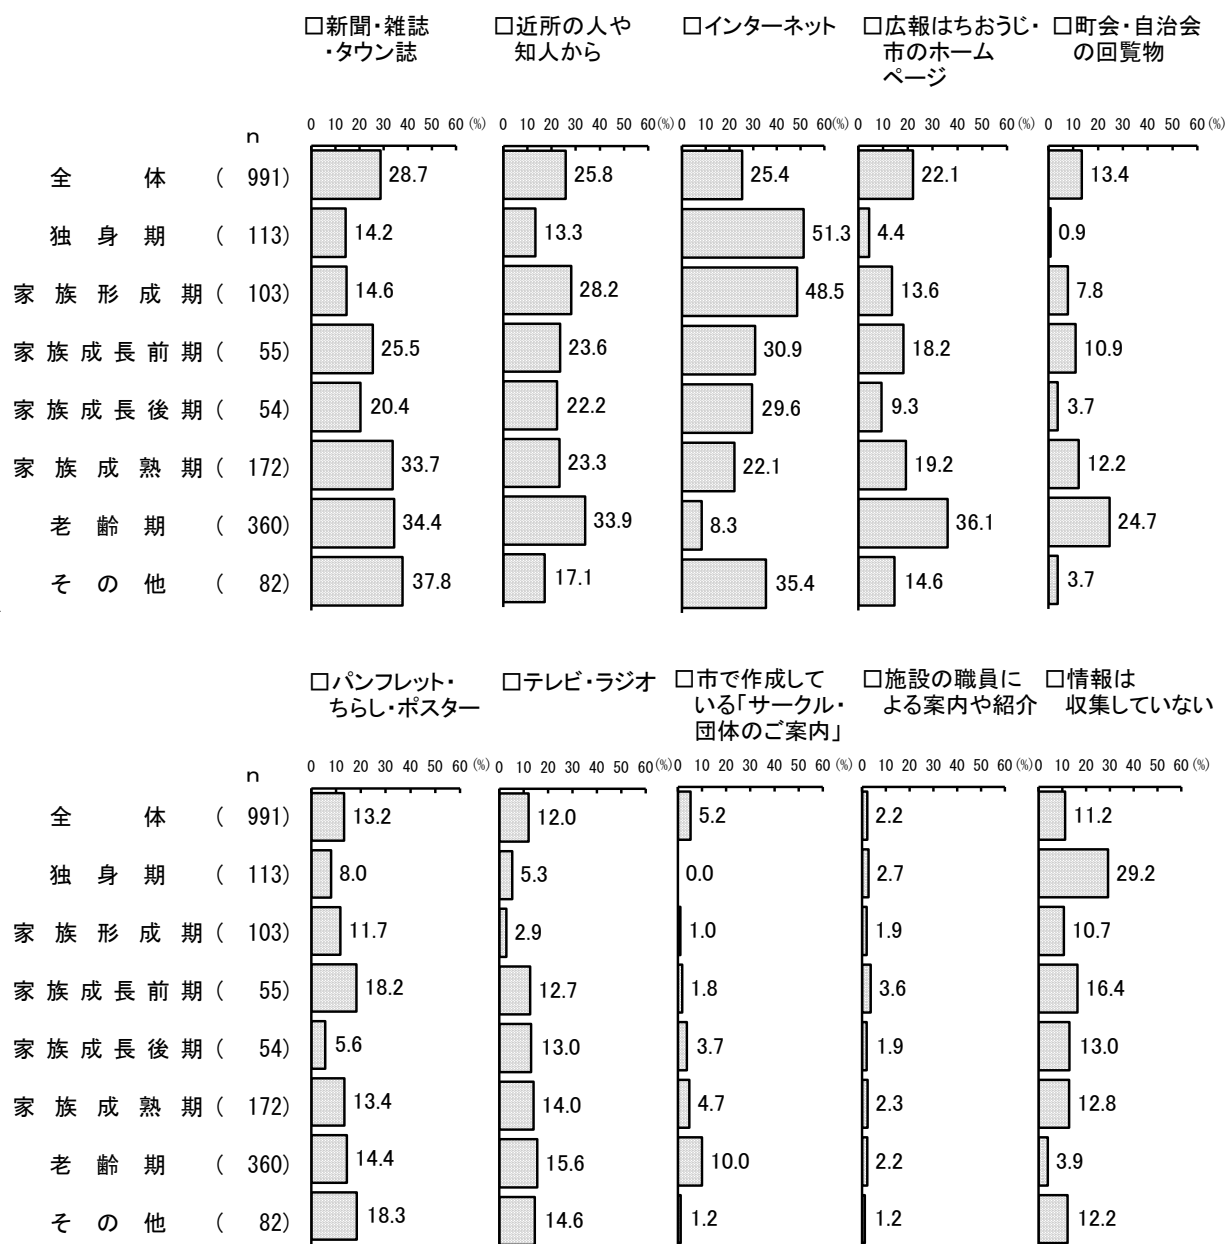 □新聞・雑誌
・タウン誌
□近所の人や
知人から
□インターネット
□広報はちおうじ・
市のホーム
ページ
□町会・自治会
の回覧物
n
0 10 20 30 40 50 60 (%)
0 10 20 30 40 50 60(%)
0 10 20 30 40 50 60 (%)
0 10 20 30 40 50 60 (%)
0 10 20 30 40 50 60 (%)
全体 ( 991) 28.7 25.8 25.4 22.1 13.4
独身期 ( 113) 14.2 13.3 51.3 4.4 0.9
家族形成期( 103) 14.6 28.2 48.5 13.6 7.8
家族成長前期( 55) 25.5 23.6 30.9 18.2 10.9
家族成長後期( 54) 20.4 22.2 29.6 9.3 3.7
家族成熟期( 172) 33.7 23.3 22.1 19.2 12.2
老齢期 ( 360) 34.4 33.9 8.3 36.1 24.7
その他 ( 82) 37.8 17.1 35.4 14.6 3.7
□パンフレット・
ちらし・ポスター
□テレビ・ラジオ
□市で作成して
いる「サークル・
団体のご案内」
□施設の職員に
よる案内や紹介
□情報は
収集していない
n
0 10 20 30 40 50 60 (%)
0 10 20 30 40 50 60(%)
0 10 20 30 40 50 60 (%)
0 10 20 30 40 50 60 (%)
0 10 20 30 40 50 60 (%)
全体 ( 991) 13.2 12.0 5.2 2.2 11.2
独身期 ( 113) 8.0 5.3 0.0 2.7 29.2
家族形成期( 103) 11.7 2.9 1.0 1.9 10.7
家族成長前期( 55) 18.2 12.7 1.8 3.6 16.4
家族成長後期( 54) 5.6 13.0 3.7 1.9 13.0
家族成熟期( 172) 13.4 14.0 4.7 2.3 12.8
老齢期 ( 360) 14.4 15.6 10.0 2.2 3.9
その他 ( 82) 18.3 14.6 1.2 1.2 12.2